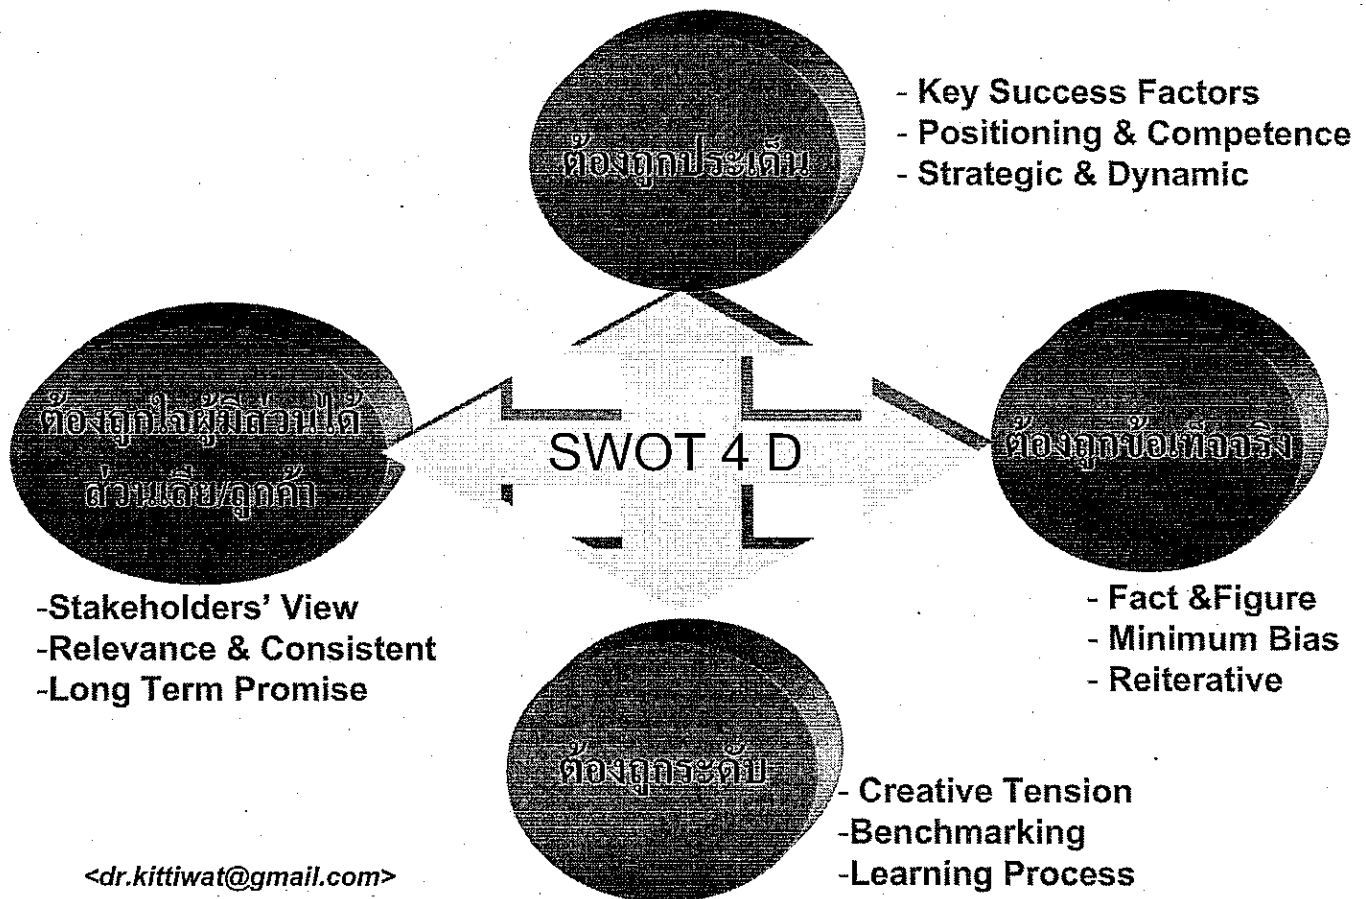 ต้องถูกประเด็น
- Key Success Factors
- Positioning & Competence
- Strategic & Dynamic
ต้องถูกใจผู้มีส่วนได้
ส่วนเสีย/ลูกค้า
SWOT 4 D
ต้องถูกข้อเท็จจริง
-Stakeholders' View
-Relevance & Consistent
-Long Term Promise
- Fact &Figure
- Minimum Bias
- Reiterative
ต้องถูกระดับ
- Creative Tension
-Benchmarking
-Learning Process
<dr.kittiwat@gmail.com>